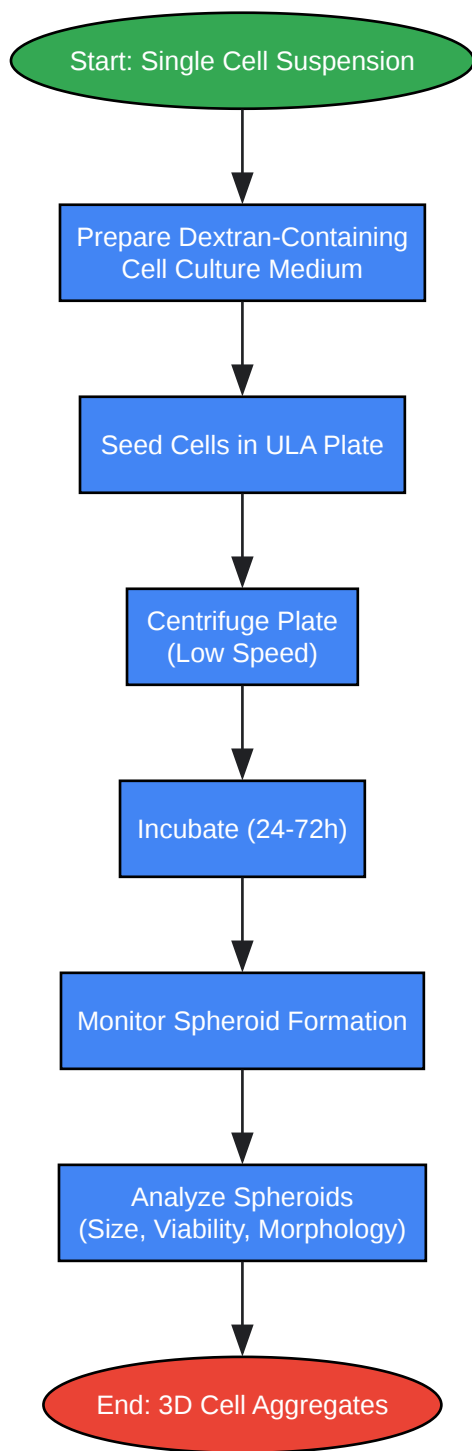 Start: Single Cell Suspension
Prepare Dextran-Containing
Cell Culture Medium
Seed Cells in ULA Plate
Centrifuge Plate
(Low Speed)
Incubate (24-72h)
Monitor Spheroid Formation
Analyze Spheroids
(Size, Viability, Morphology)
End: 3D Cell Aggregates